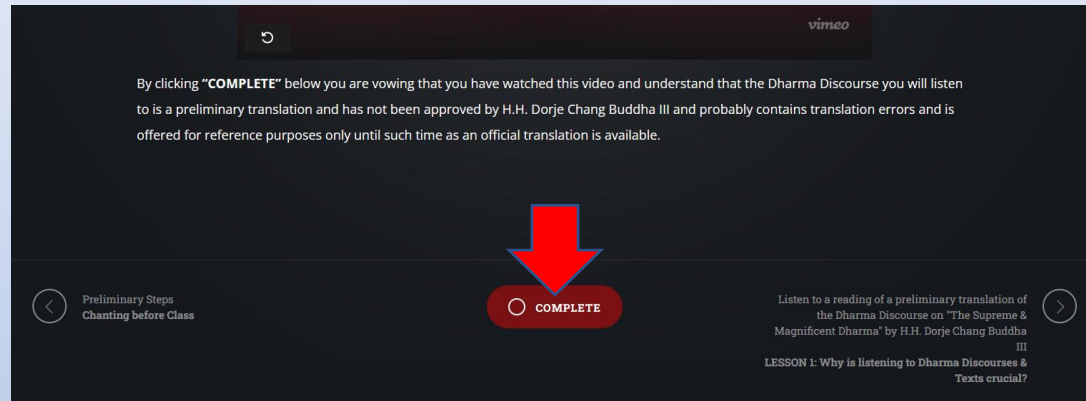 vimeo
By clicking “COMPLETE” below you are vowing that you have watched this video and understand that the Dharma Discourse you will listen
to is a preliminary translation and has not been approved by H.H. Dorje Chang Buddha III and probably contains translation errors and is
offered for reference purposes only until such time as an official translation is available.
Preliminary Steps
Chanting before Class
COMPLETE
Listen to a reading of a preliminary translation of
the Dharma Discourse on "The Supreme &
Magnificent Dharma" by H.H. Dorje Chang Buddha
III
LESSON 1: Why is listening to Dharma Discourses &
Texts crucial?